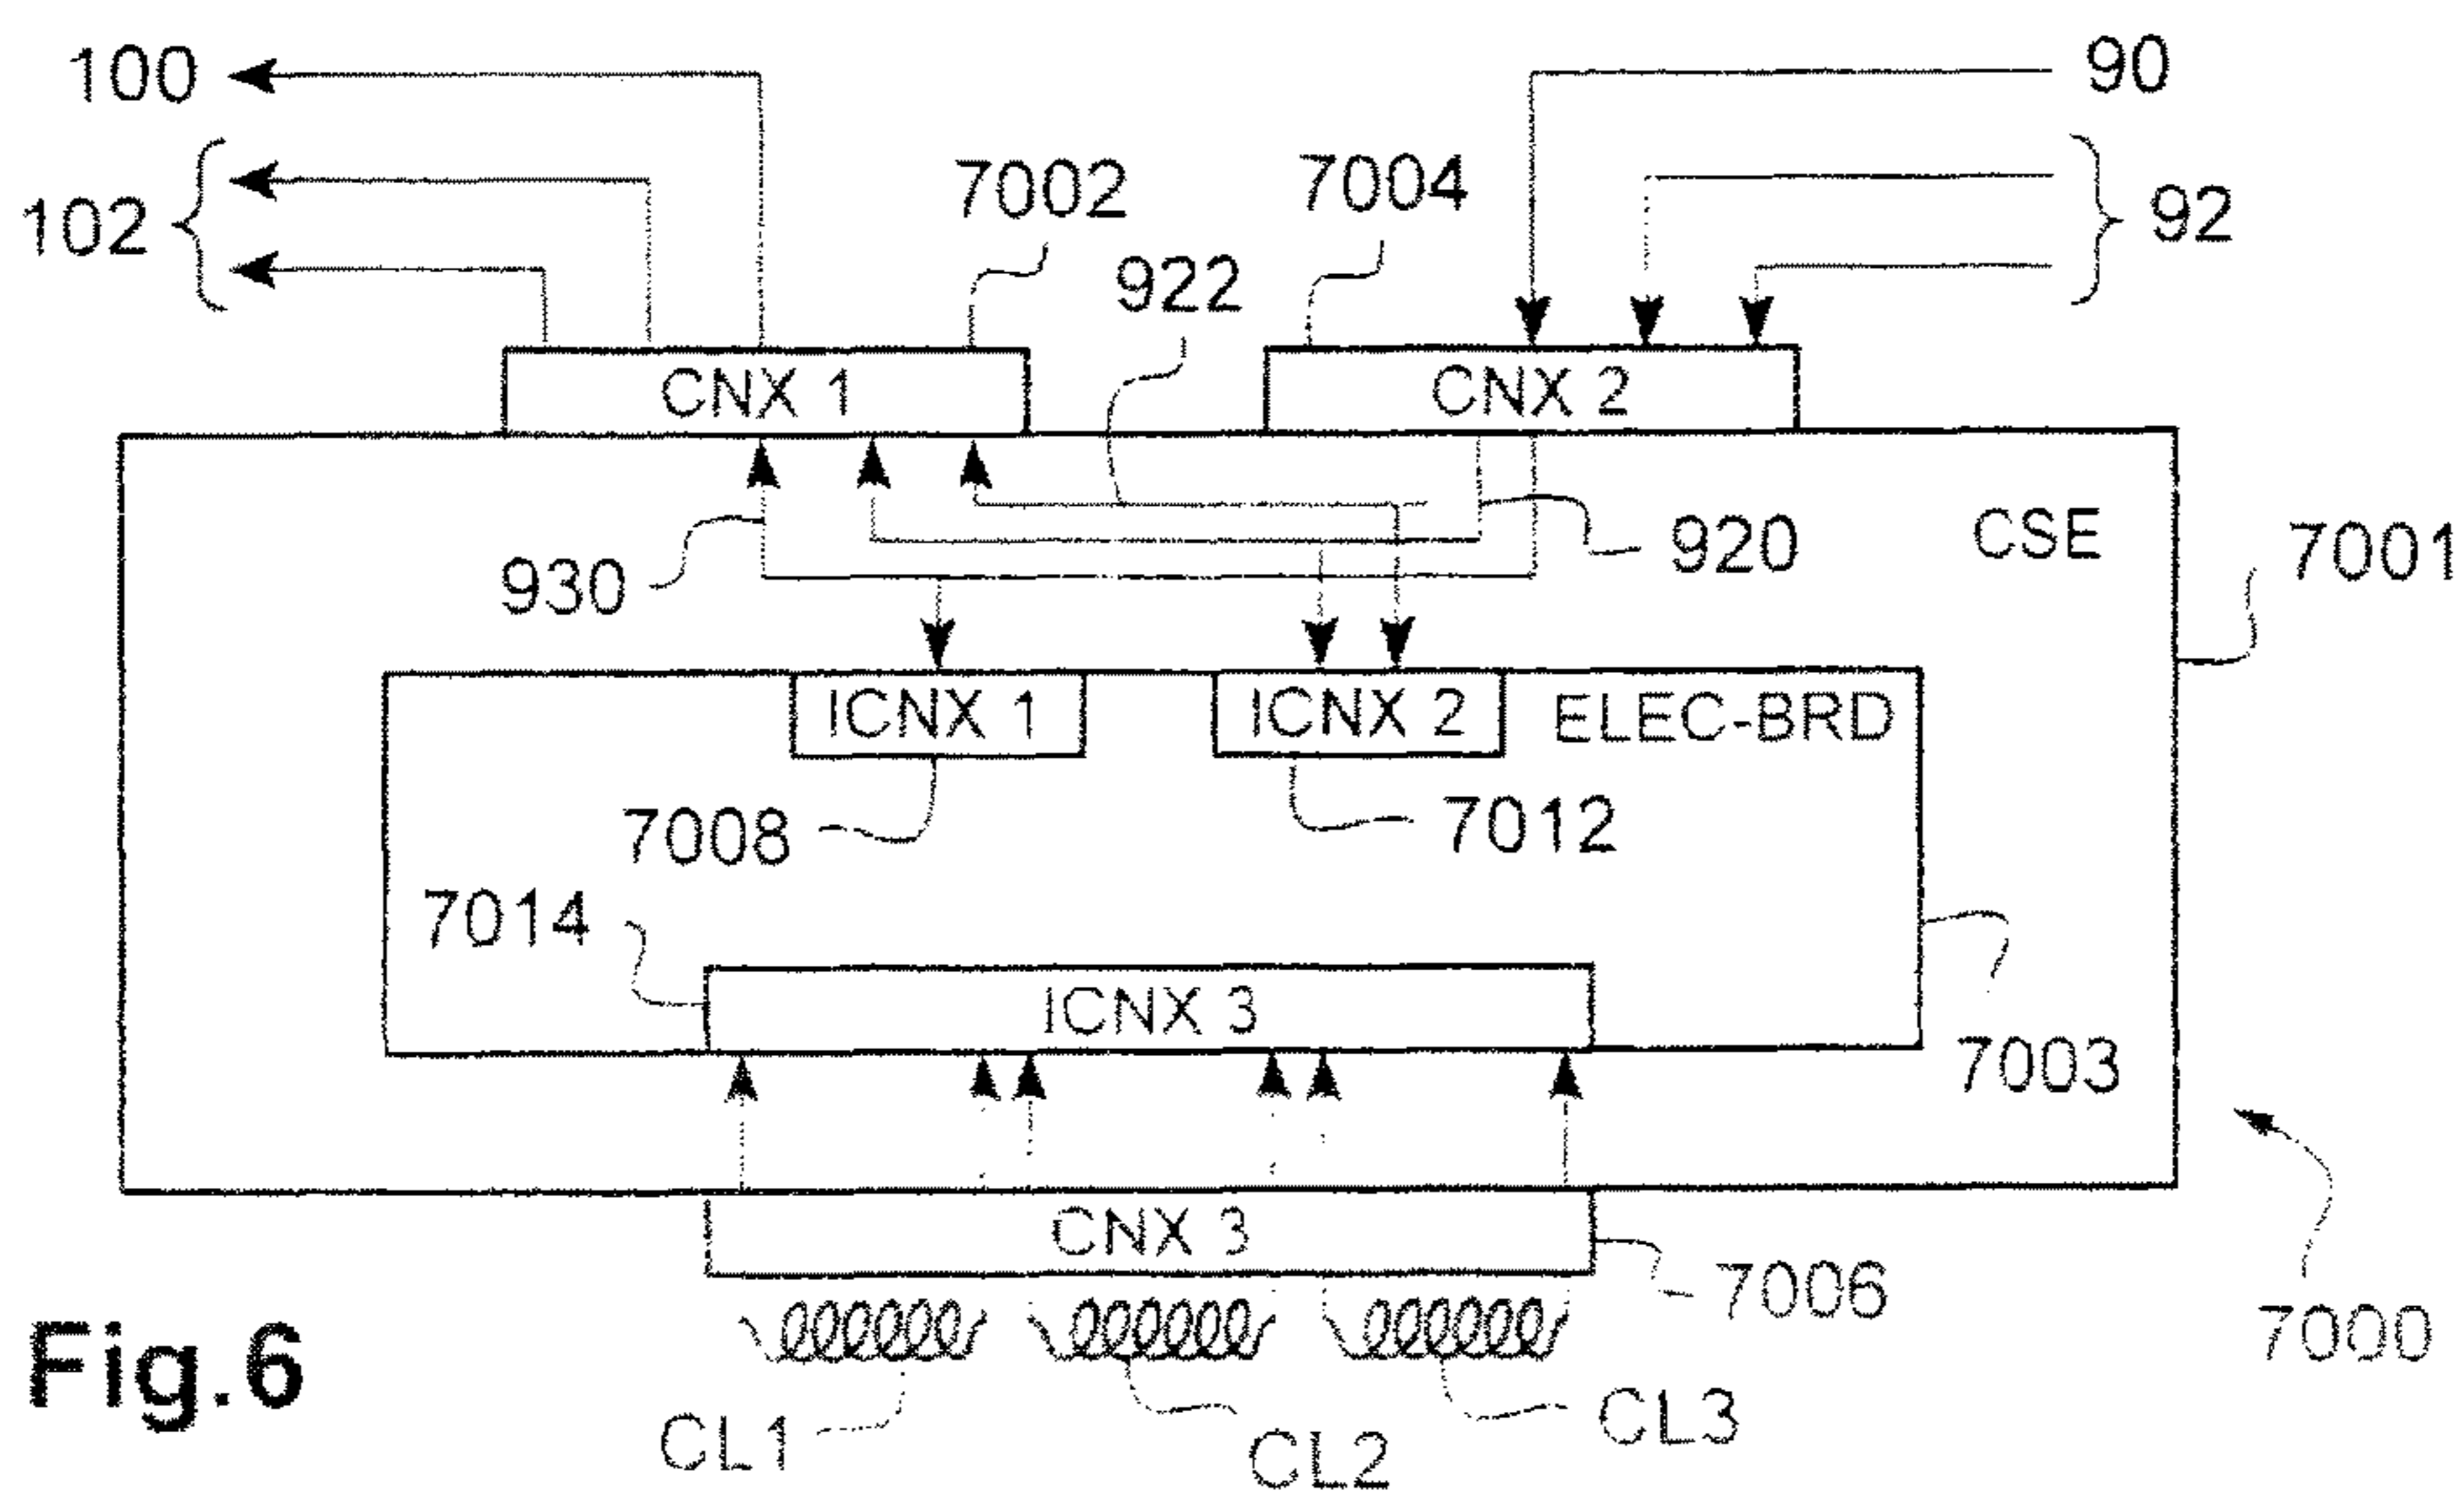 100
90
102
7002
7004
92
922
CNX 1
CNX 2
930
920
CSE
7001
ICNX 1
ICNX 2
ELEC-BRD
7008
7012
7014
ICNX 3
7003
CNX 3
7006
7000
Fig.6
CL1
CL2
CL3